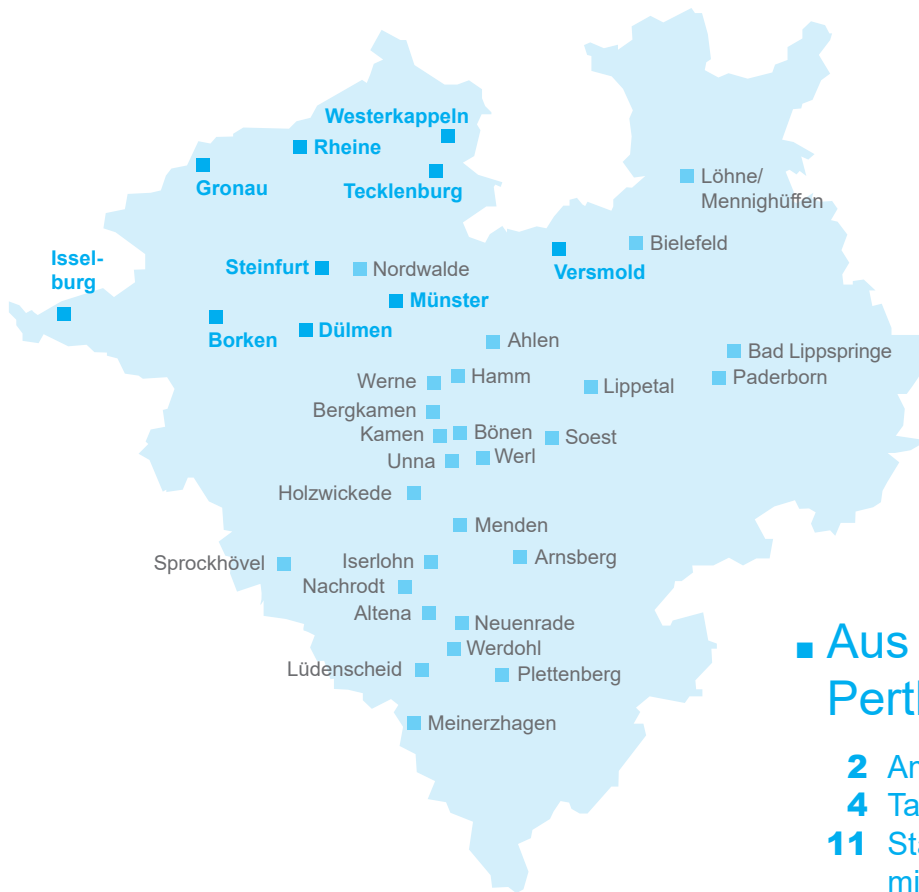 Westerkappeln
Rheine
Gronau
Tecklenburg
Löhne/
Mennighüffen
Bielefeld
Issel-
burg
Steinfurt
Nordwalde
Versmold
Münster
Borken
Dülmen
Ahlen
Bad Lippspringe
Paderborn
Werne
Hamm
Lippetal
Bergkamen
Kamen
Bönen
Soest
Unna
Werl
Holzwickede
Menden
Sprockhövel
Iserlohn
Arnsberg
Nachrodt
Altena
Neuenrade
Werdohl
Lüdenscheid
Plettenberg
Meinerzhagen
Aus
2
4
11